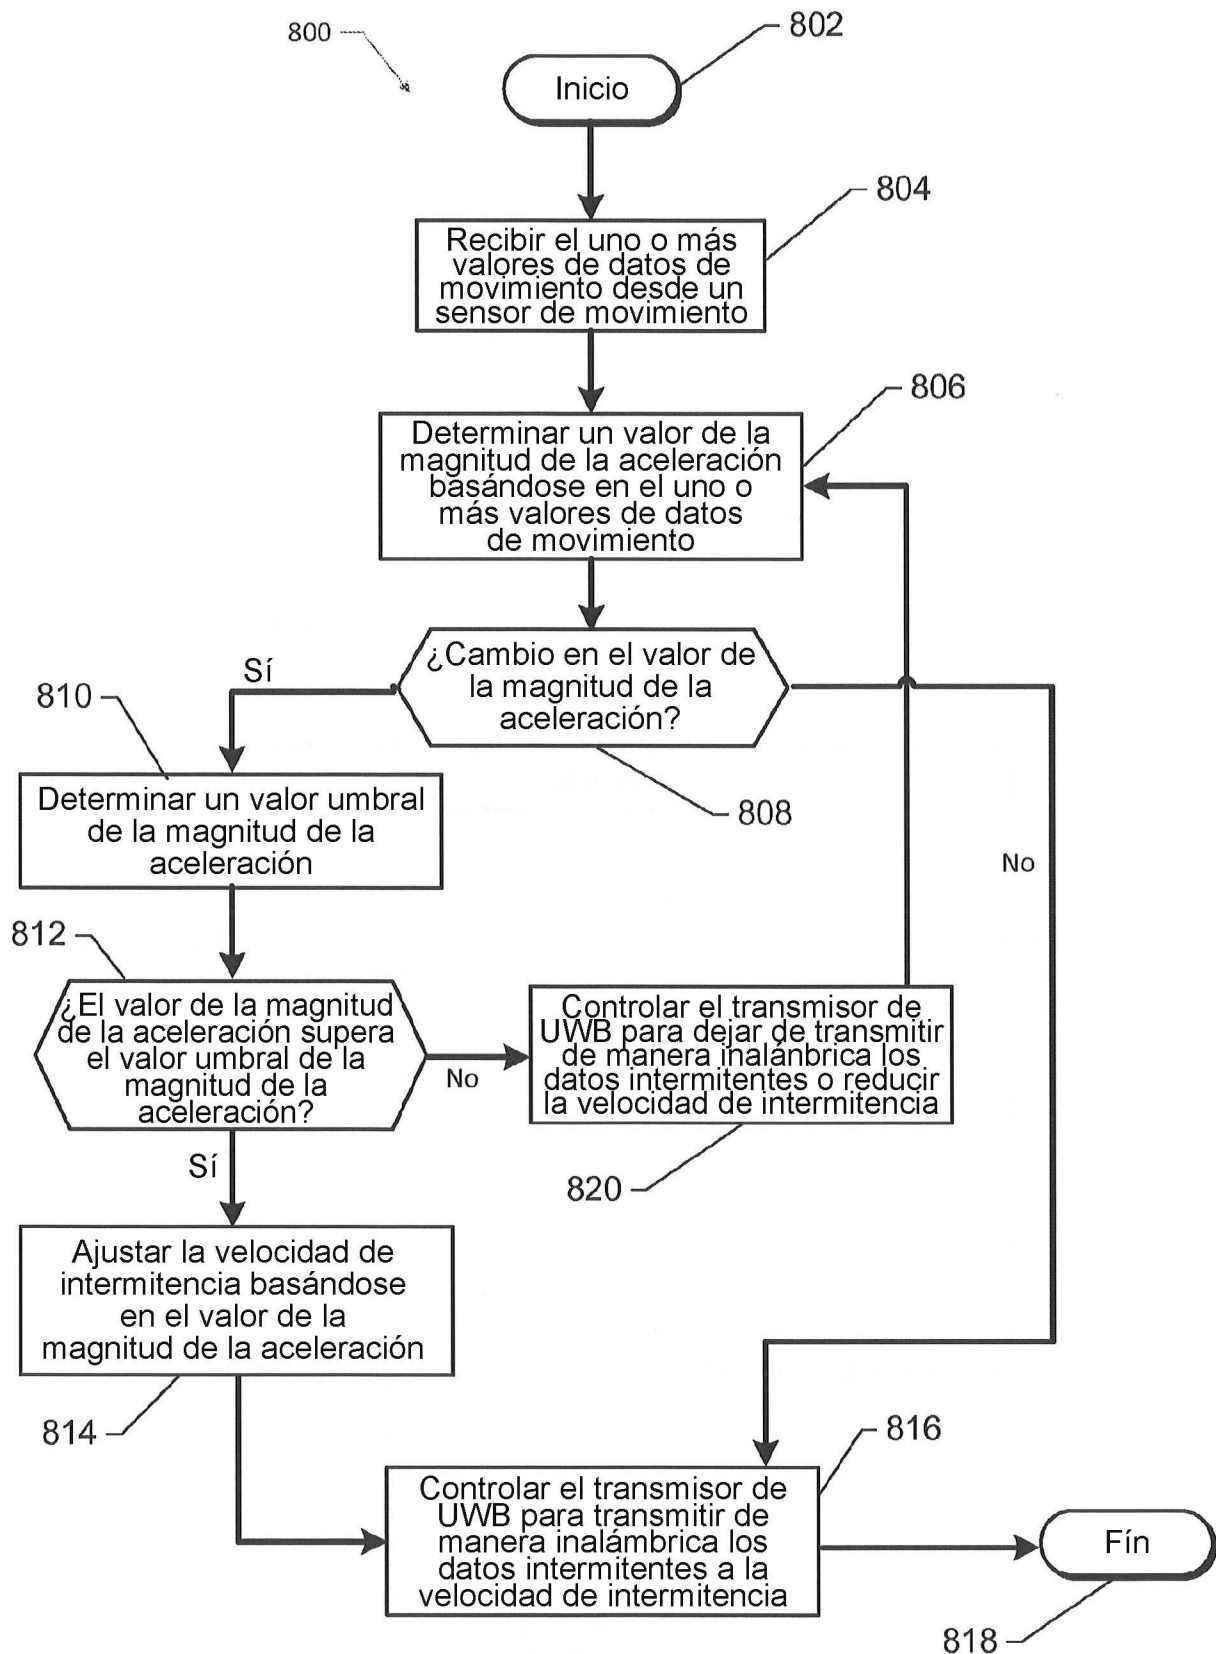 800
802
Inicio
804
Recibir el uno o más
valores de datos de
movimiento desde un
sensor de movimiento
806
Determinar un valor de la
magnitud de la aceleración
basándose en el uno o
más valores de datos
de movimiento
¿Cambio en el valor de
la magnitud de la
aceleración?
Sí
810
808
Determinar un valor umbral
de la magnitud de la
aceleración
No
812
¿El valor de la magnitud
de la aceleración supera
el valor umbral de la
magnitud de la
aceleración?
No
Controlar el transmisor de
UWB para dejar de transmitir
de manera inalánbrica los
datos intermitentes o reducir
la velocidad de intermitencia
Sí
820
Ajustar la velocidad de
intermitencia basándose
en el valor de la
magnitud de la aceleración
814
816
Controlar el transmisor de
UWB para transmitir de
manera inalámbrica los
datos intermitentes a la
velocidad de intermitencia
Fín
818